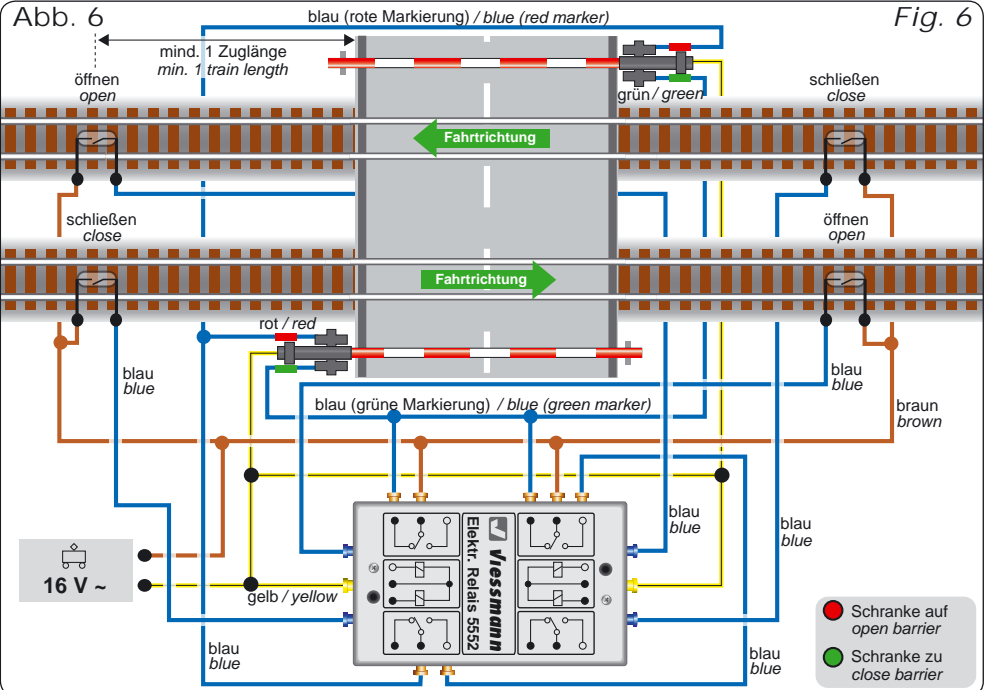 Abb. 6
Fig. 6
blau (rote Markierung) / blue (red marker)
mind. 1 Zuglänge
min. 1 train length
öffnen
open
grün / green
schließen
close
Fahrtrichtung
schließen
close
öffnen
open
Fahrtrichtung
rot / red
blau
blue
blau
blue
blau (grüne Markierung) / blue (green marker)
braun
brown
blau
blue
blau
blue
16 V ~
gelb / yellow
viessmann
Elektr. Relais 5552
blau
blue
blau
blue
Schranke auf
open barrier
Schranke zu
close barrier